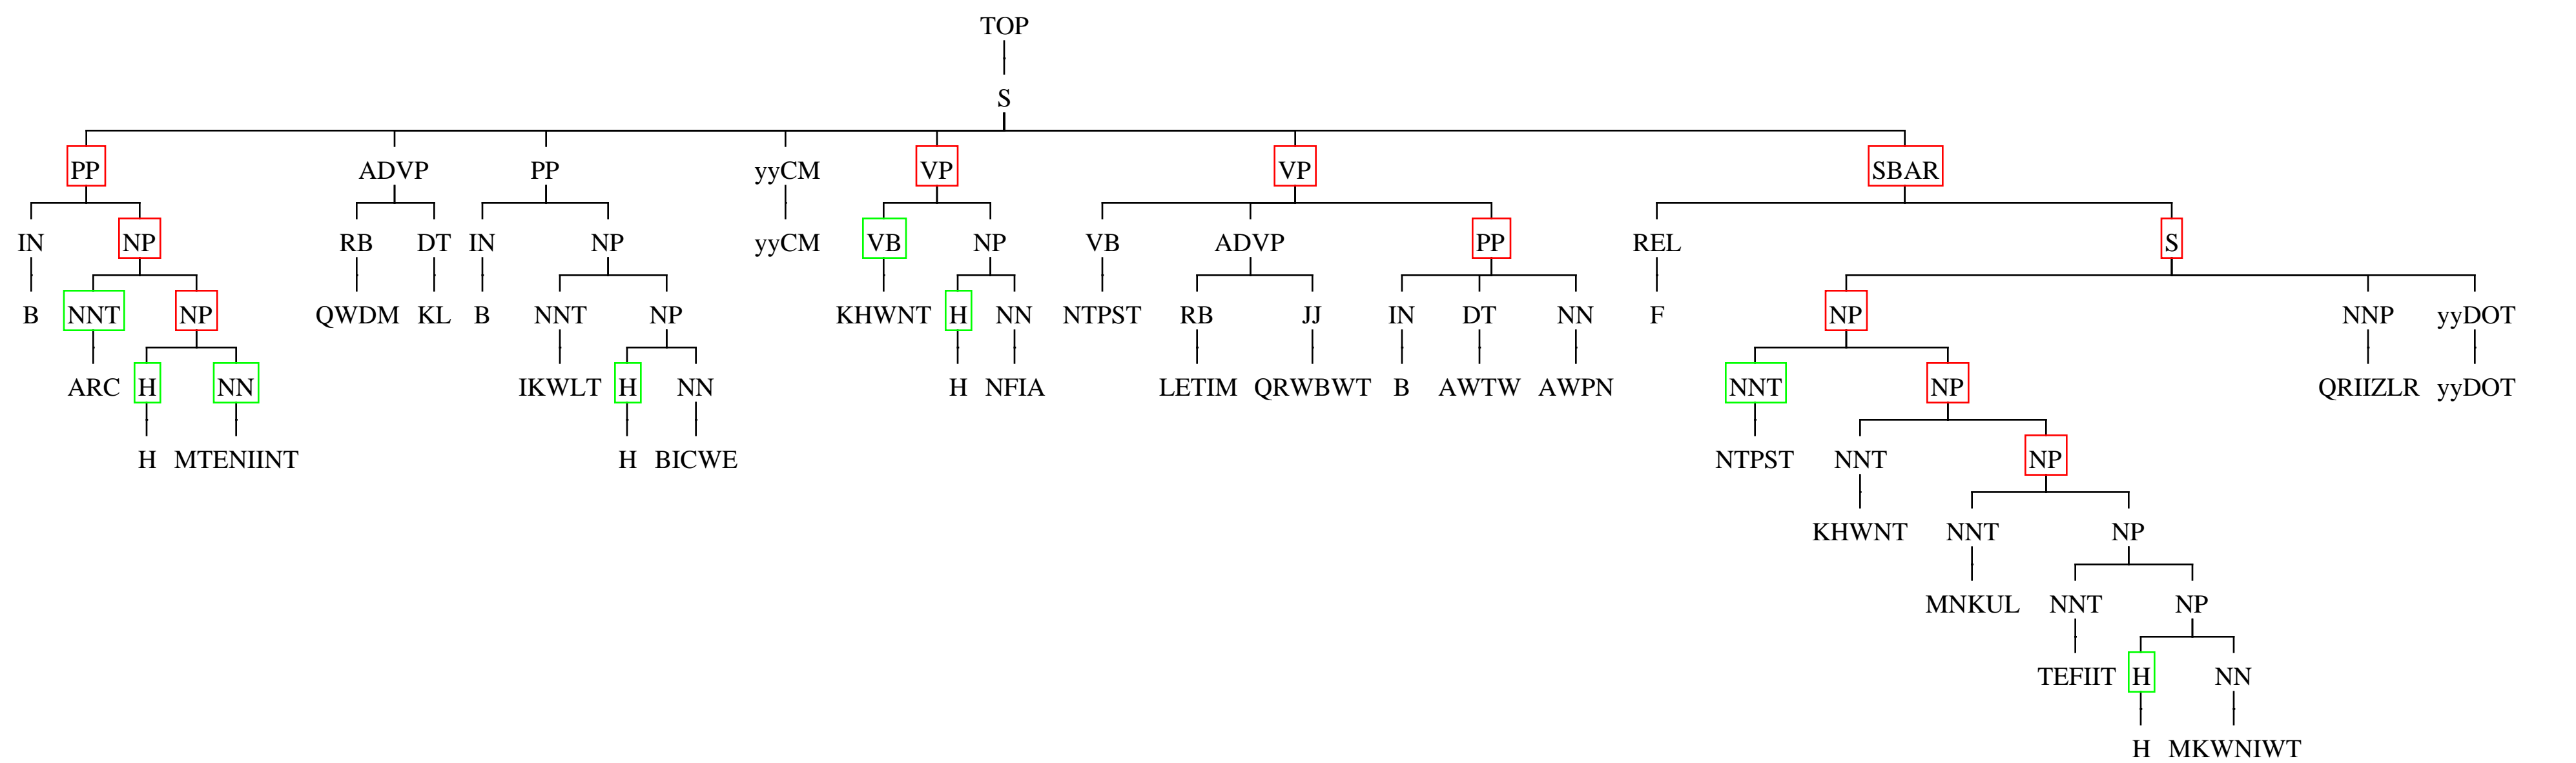 TOP
S
PP ADVP PP yyCM VP VP SBAR
IN NP RB DT IN NP yyCM VB NP VB ADVP PP REL S
B NNT NP QWDM KL B NNT NP KHWNT H NN NTPST RB JJ IN DT NN F NP NNP yyDOT
ARC H NN IKWLT H NN H NFIA LETIM QRWBWT B AWTW AWPN NNT NP QRIIZLR yyDOT
H MTENIINT H BICWE NTPST NNT NP
KHWNT NNT NP
MNKUL NNT NP
TEFIIT H NN
H MKWNIWT